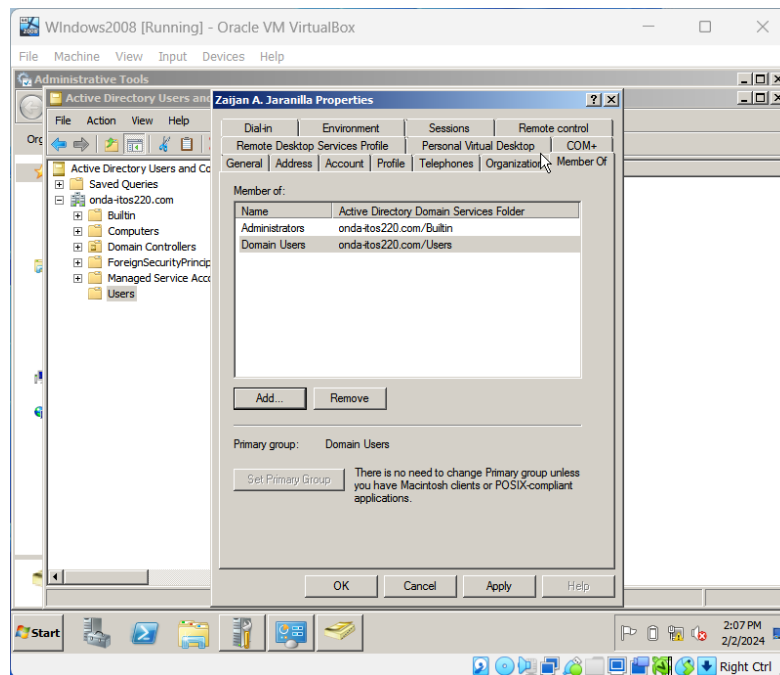 WIndows2008 [Running] - Oracle VM VirtualBox
File Machine View Input Devices Help
Administrative Tools
Active Directory Users and
Zaijan A. Jaranilla Properties
File Action View Help
Org
Active Directory Users and Co
Saved Queries
onda-itos220.com
Builtin
Computers
Domain Controllers
ForeignSecurityPrincip
Managed Service Acco
Users
Dial-in Environment Sessions Remote control
Remote Desktop Services Profile Personal Virtual Desktop COM+
General Address Account Profile Telephones Organization Member Of
Member of:
Name Active Directory Domain Services Folder
Administrators onda-itos220.com/Builtin
Domain Users onda-itos220.com/Users
Add... Remove
Primary group: Domain Users
Set Primary Group
There is no need to change Primary group unless
you have Macintosh clients or POSIX-compliant
applications.
OK Cancel Apply Help
Start
2:07 PM
2/2/2024
Right Ctrl